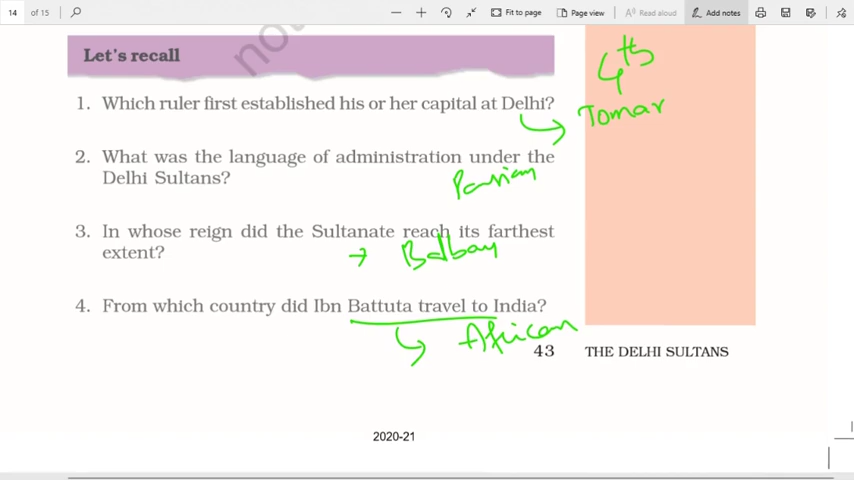 14 of 15 Fit to page Page view Read aloud Add notes
Let's recall
not
4th
1. Which ruler first established his or her capital at Delhi?
Tomar
2. What was the language of administration under the
Delhi Sultans?
Persian
3. In whose reign did the Sultanate reach its farthest
extent?
4. From which country did Ibn Battuta travel to India?
African
43 THE DELHI SULTANS
2020-21